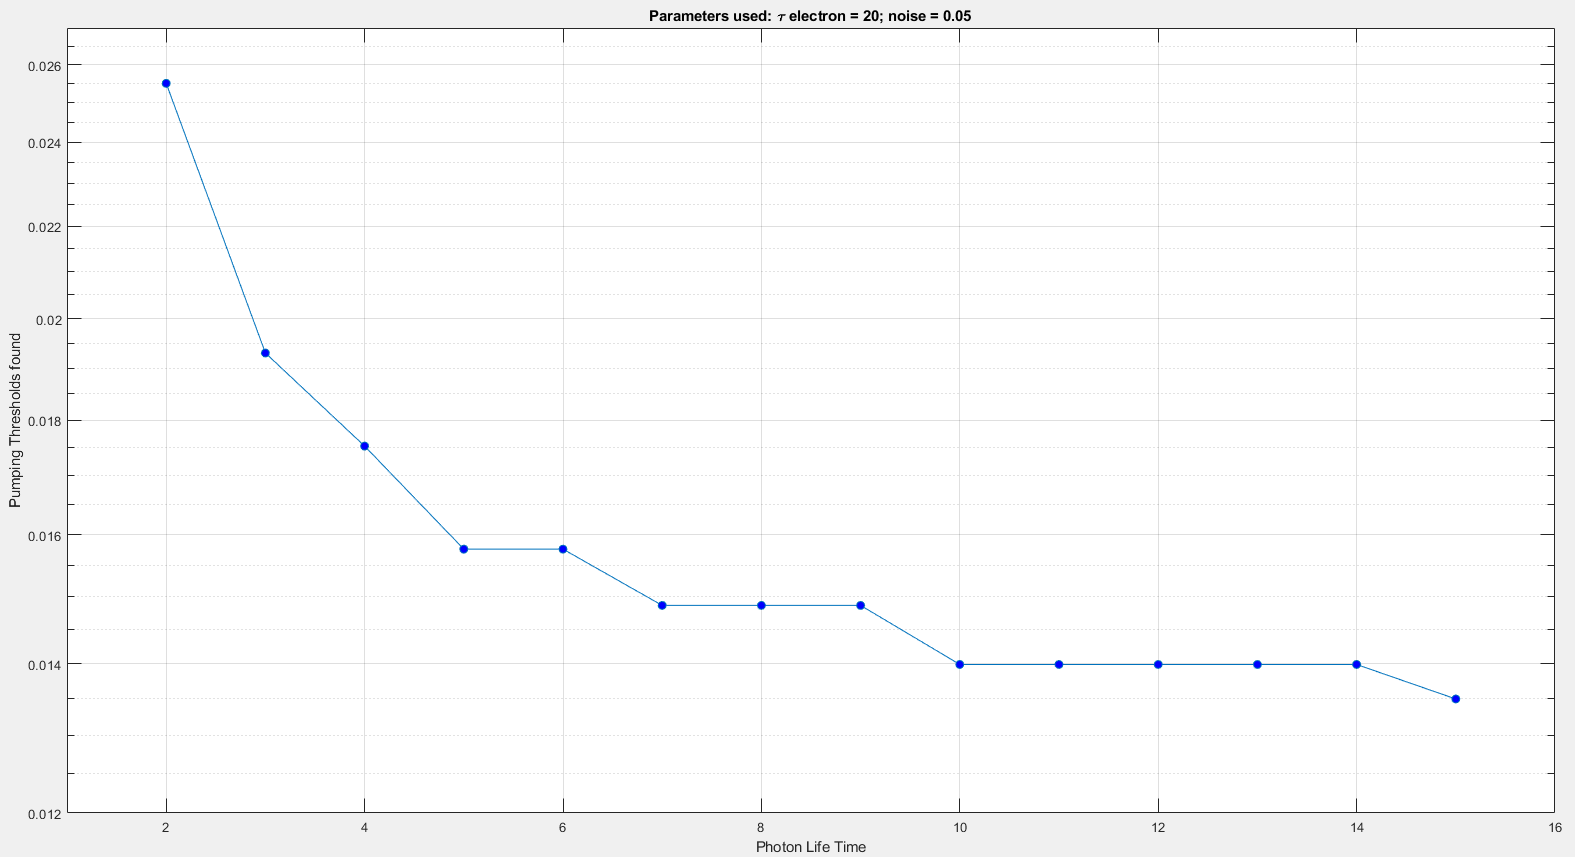 Parameters used: τ electron = 20; noise = 0.05
0.026
0.024
0.022
0.02
0.018
0.016
0.014
0.012
Pumping Thresholds found
2 4 6 8 10 12 14 16
Photon Life Time